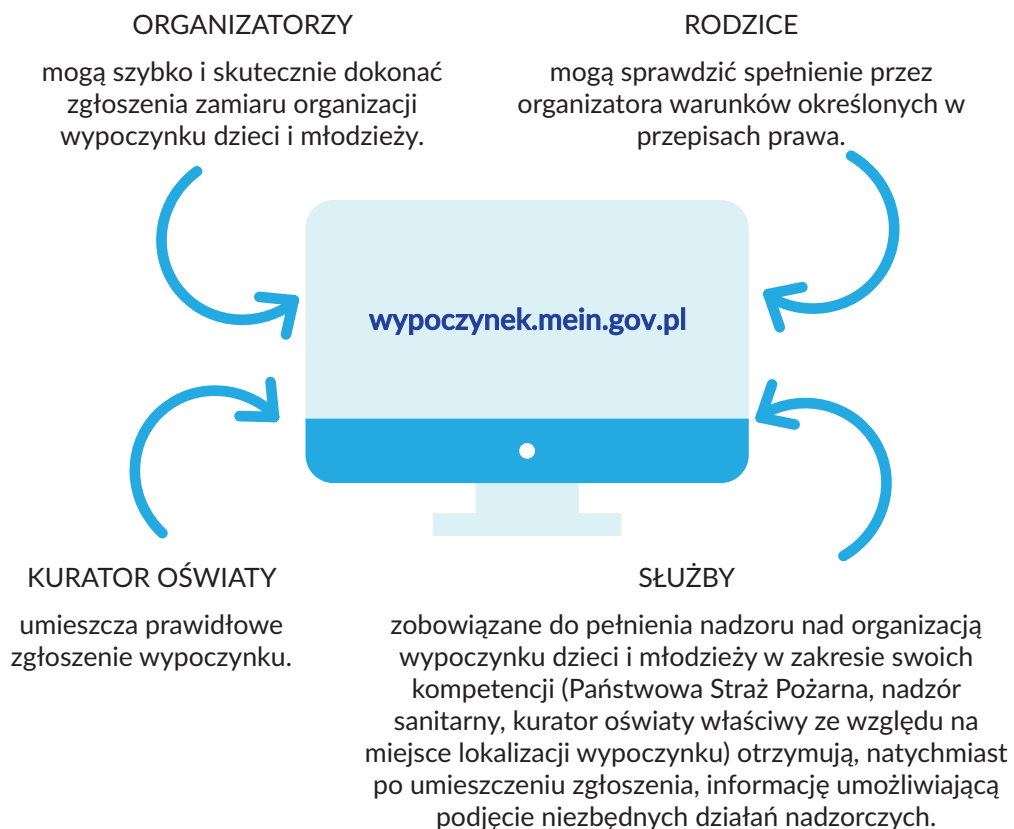 ORGANIZATORZY
mogą szybko i skutecznie dokonać
zgłoszenia zamiaru organizacji
wypoczynku dzieci i młodzieży.
RODZICE
mogą sprawdzić spełnienie przez
organizatora warunków określonych w
przepisach prawa.
wypoczynek.mein.gov.pl
KURATOR OŚWIATY
umieszcza prawidłowe
zgłoszenie wypoczynku.
SŁUŻBY
zobowiązane do pełnienia nadzoru nad organizacją
wypoczynku dzieci i młodzieży w zakresie swoich
kompetencji (Państwowa Straż Pożarna, nadzór
sanitarny, kurator oświaty właściwy ze względu na
miejsce lokalizacji wypoczynku) otrzymują, natychmiast
po umieszczeniu zgłoszenia, informację umożliwiającą
podjęcie niezbędnych działań nadzorczych.